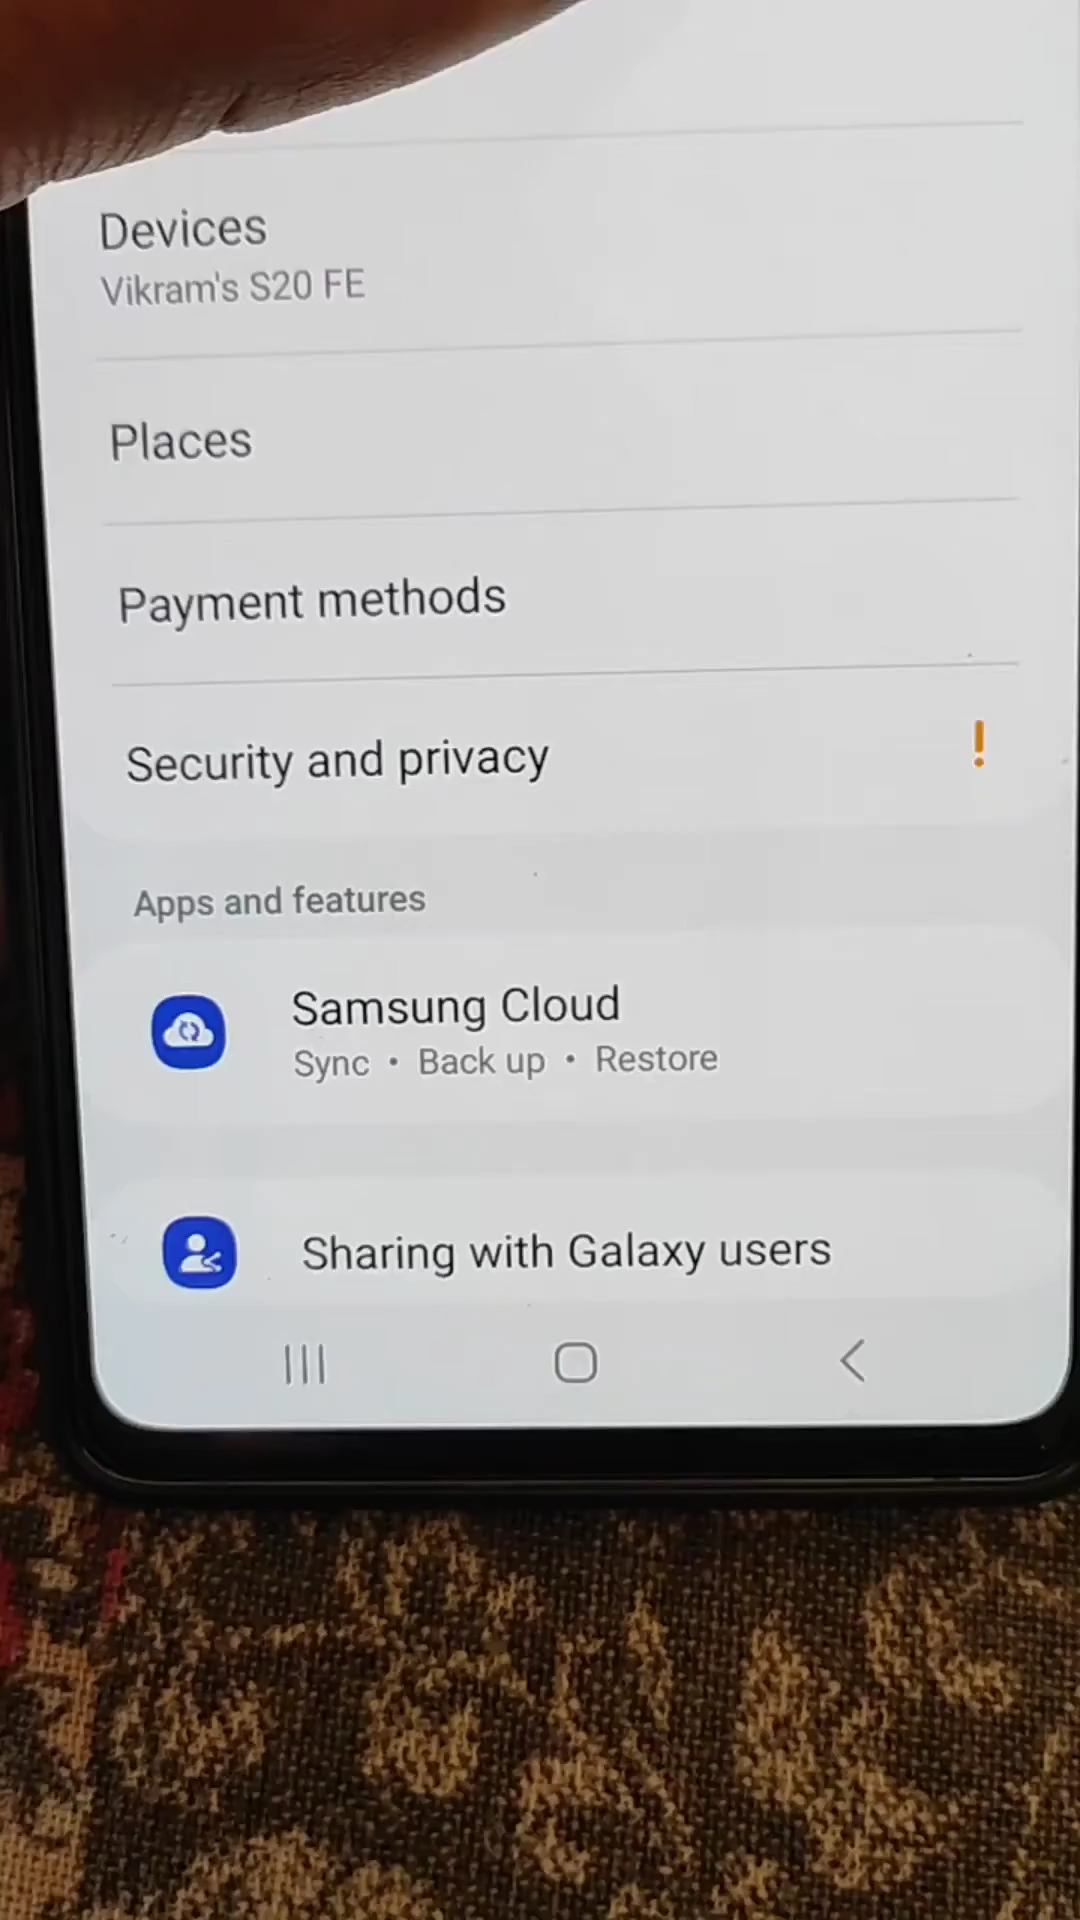 Devices
Vikram's S20 FE
Places
Payment methods
Security and privacy
Apps and features
Samsung Cloud
Sync • Back up • Restore
Sharing with Galaxy users